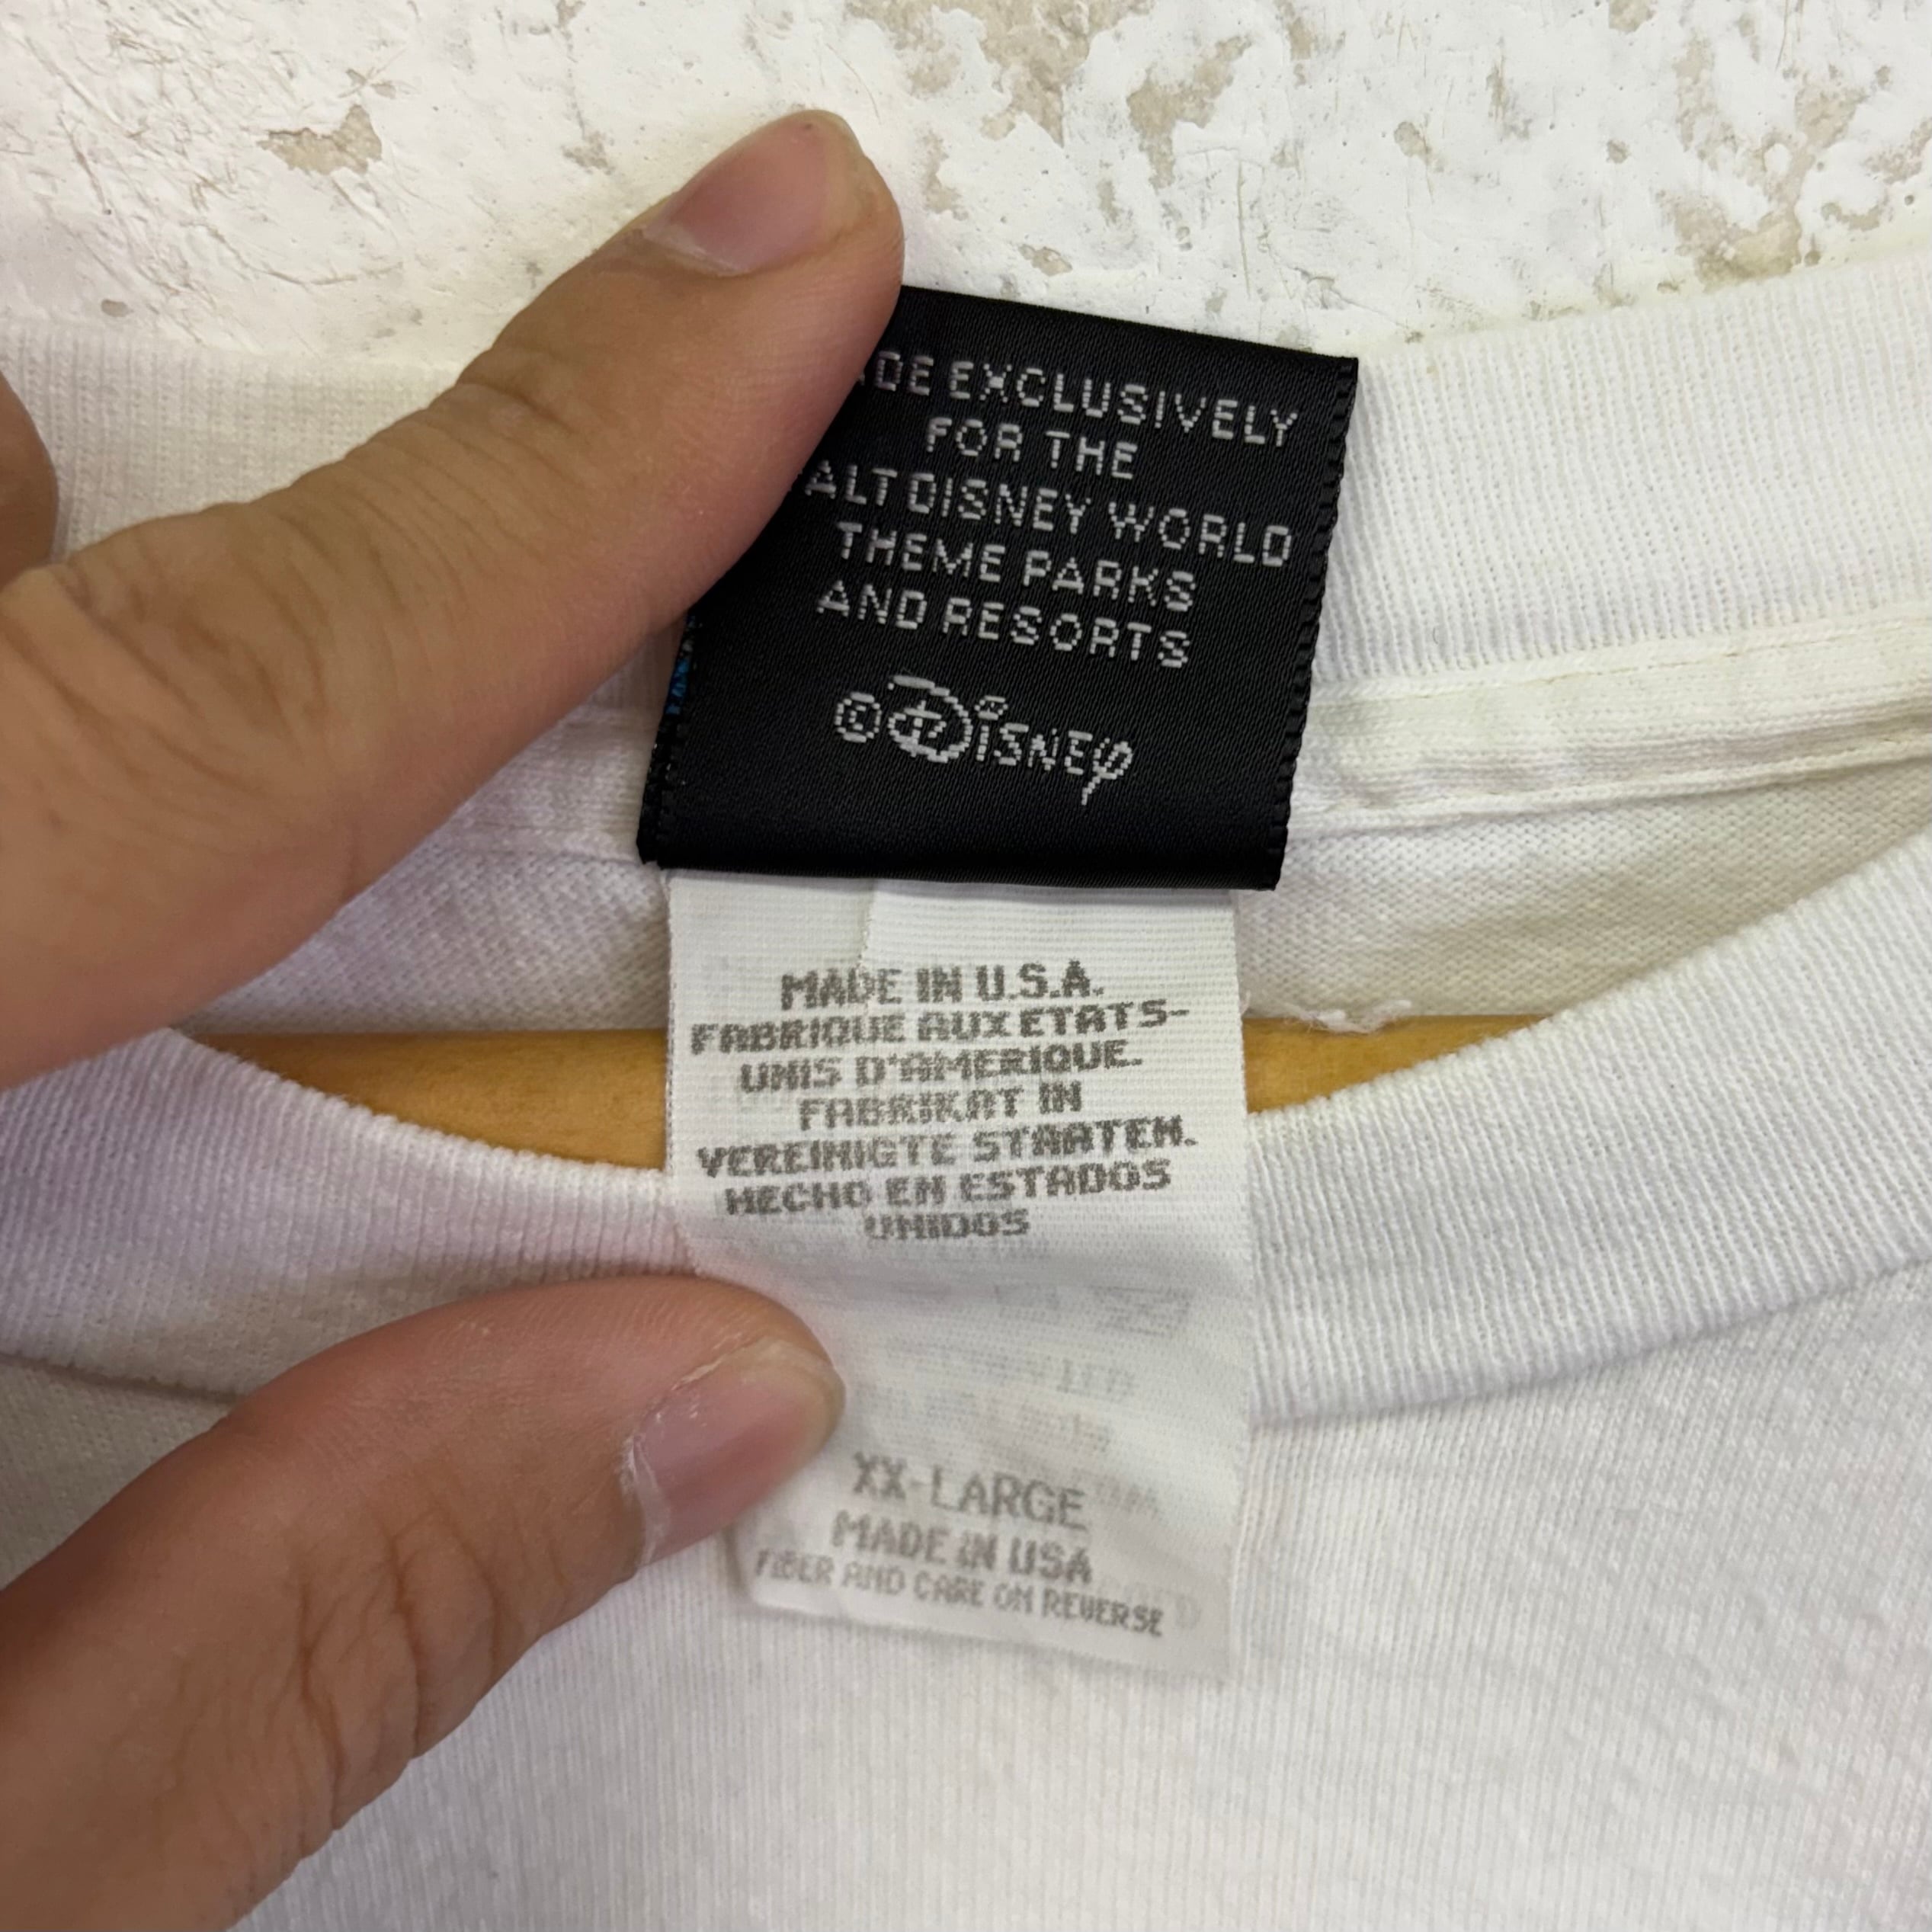 DE EXCLUSIVELY
FOR THE
ALT DISNEY WORLD
THEME PARKS
AND RESORTS
© DISNEY
MADE IN U.S.A.
FABRIQUE AUX ETATS-
UNIS D'AMERIQUE.
FABRIKAT IN
VEREINIGTE STAATEN.
HECHO EN ESTADOS
UNIDOS
XX-LARGE
MADE IN USA
FIBER AND CARE ON REVERSE